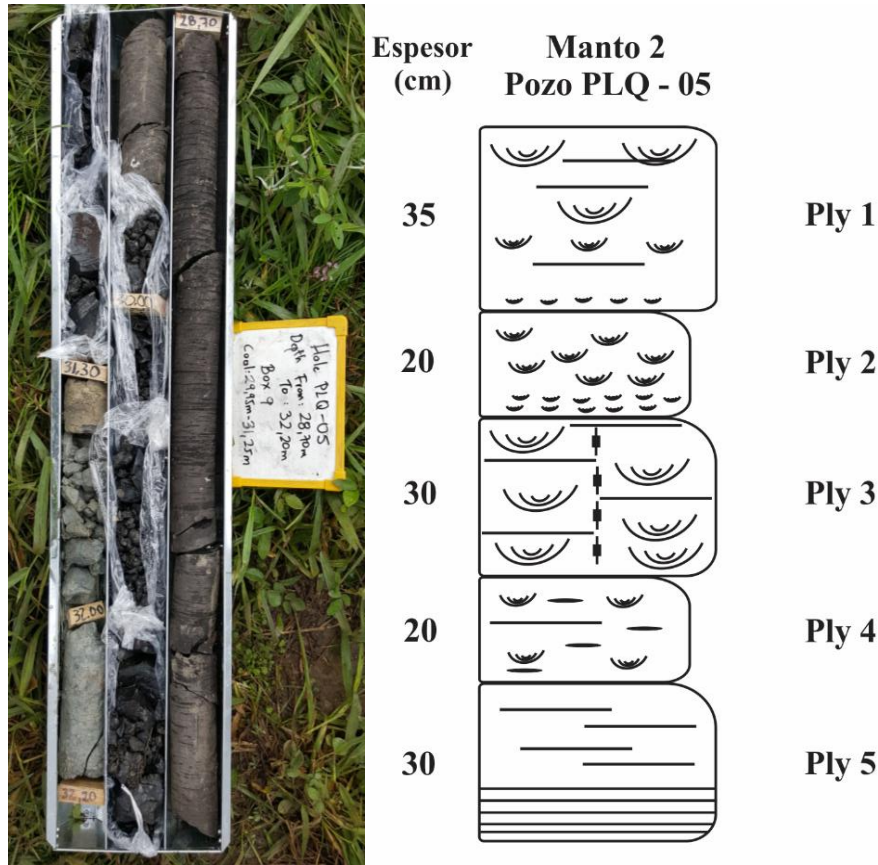 28,70
30.00
31.30
32.00
32,20
Hole PLQ-05
Depth From: 28,70m
To: 32,20m
Box 9
Coal: 29,95m-31,25m
Espesor
(cm)
Manto 2
Pozo PLQ - 05
35
Ply 1
20
Ply 2
30
Ply 3
20
Ply 4
30
Ply 5